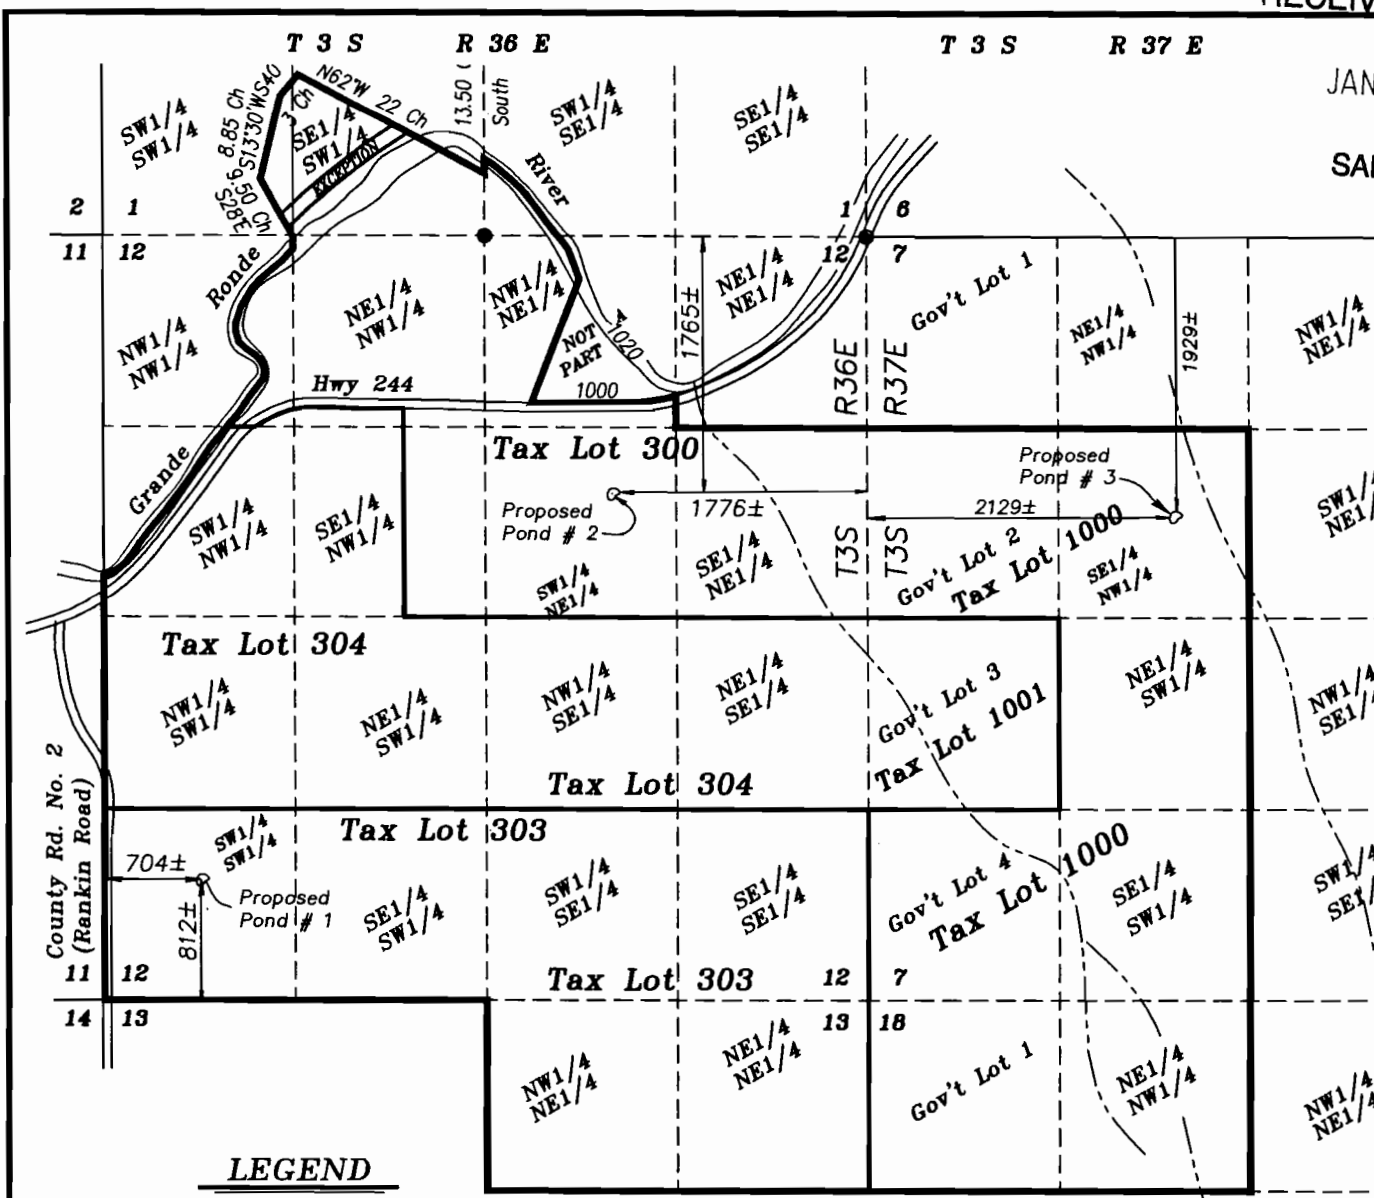 T 3 S R 36 E T 3 S R 37 E
JAN
N62°W 22 Ch
3 Ch
8.85 Ch
S13°30'W
S40
6.50 Ch
S28°E
13.50
South
SW1/4
SW1/4
SE1/4
SW1/4
EXCEPTION
SW1/4
SE1/4
SE1/4
SE1/4
River
2 1
11 12
1 6
12 7
Ronde
Grande
NW1/4
NW1/4
NE1/4
NW1/4
NW1/4
NE1/4
NOT A
PART
1020
1000
NE1/4
NE1/4
1765±
R36E
R37E
Gov't Lot 1
NE1/4
NW1/4
1929±
NW1/4
NE1/4
Hwy 244
Tax Lot 300
Proposed
Pond # 2
1776±
Proposed
Pond # 3
2129±
SW1/4
NW1/4
SE1/4
NW1/4
SW1/4
NE1/4
SE1/4
NE1/4
T3S
T3S
Gov't Lot 2
Tax Lot 1000
SE1/4
NW1/4
SW1/4
NE1/4
Tax Lot 304
NW1/4
SW1/4
NE1/4
SW1/4
NW1/4
SE1/4
NE1/4
SE1/4
Gov't Lot 3
Tax Lot 1001
NE1/4
SW1/4
NW1/4
SE1/4
Tax Lot 304
County Rd. No. 2
(Rankin Road)
Tax Lot 303
SW1/4
SW1/4
704±
812±
Proposed
Pond # 1
SE1/4
SW1/4
SW1/4
SE1/4
SE1/4
SE1/4
Gov't Lot 4
Tax Lot 1000
SE1/4
SW1/4
SW1/4
SE1/4
Tax Lot 303
11 12
14 13
12 7
13 18
NW1/4
NE1/4
NE1/4
NE1/4
Gov't Lot 1
NE1/4
NW1/4
NW1/4
NE1/4
LEGEND